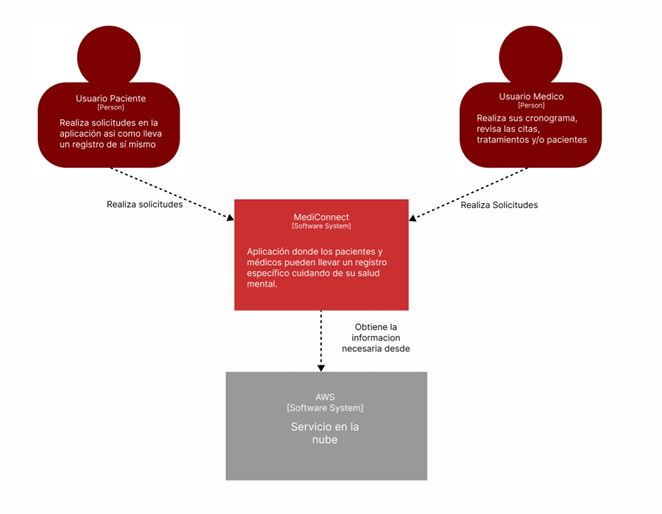 Usuario Paciente
[Person]
Realiza solicitudes en la
aplicación asi como lleva
un registro de sí mismo
Usuario Medico
[Person]
Realiza sus cronograma,
revisa las citas,
tratamientos y/o pacientes
Realiza solicitudes
Realiza Solicitudes
MediConnect
[Software System]
Aplicación donde los pacientes y
médicos pueden llevar un registro
específico cuidando de su salud
mental.
Obtiene la
informacion
necesaria desde
AWS
[Software System]
Servicio en la
nube